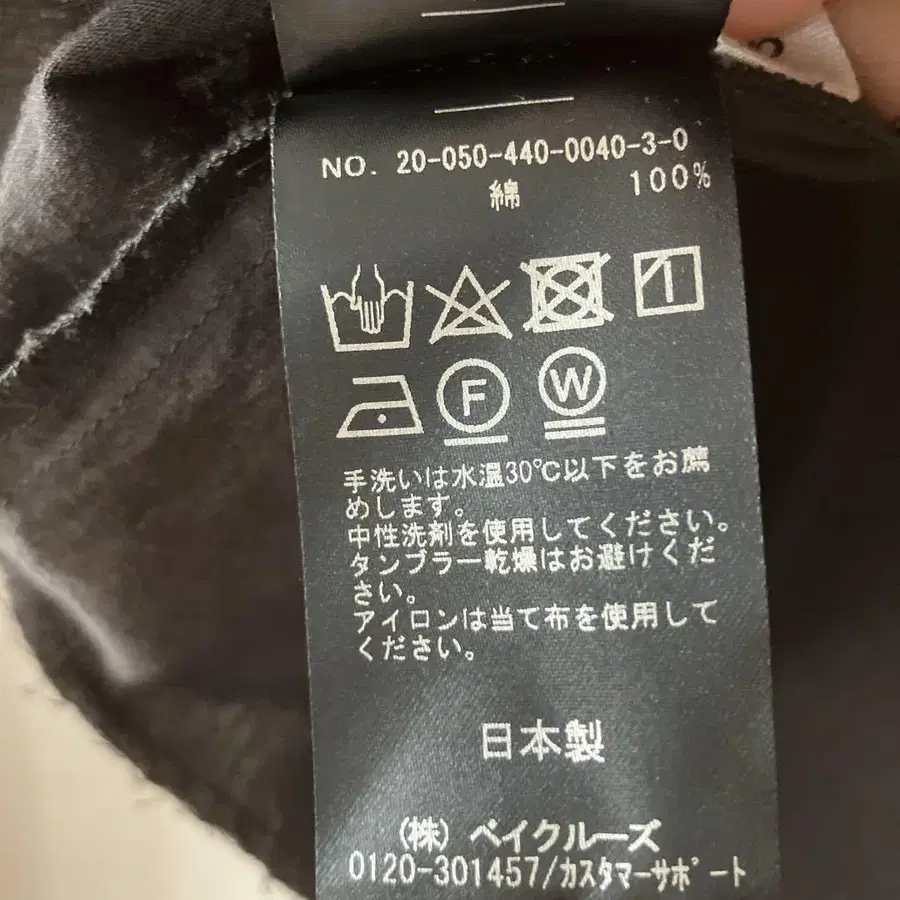 NO. 20-050-440-0040-3-0
綿 100%
F W
手洗いは水温30℃以下をお薦
めします。
中性洗剤を使用してください。
タンブラー乾燥はお避けくだ
さい。
アイロンは当て布を使用して
ください。
日本製
(株) ベイクルーズ
0120-301457/カスタマーサポート